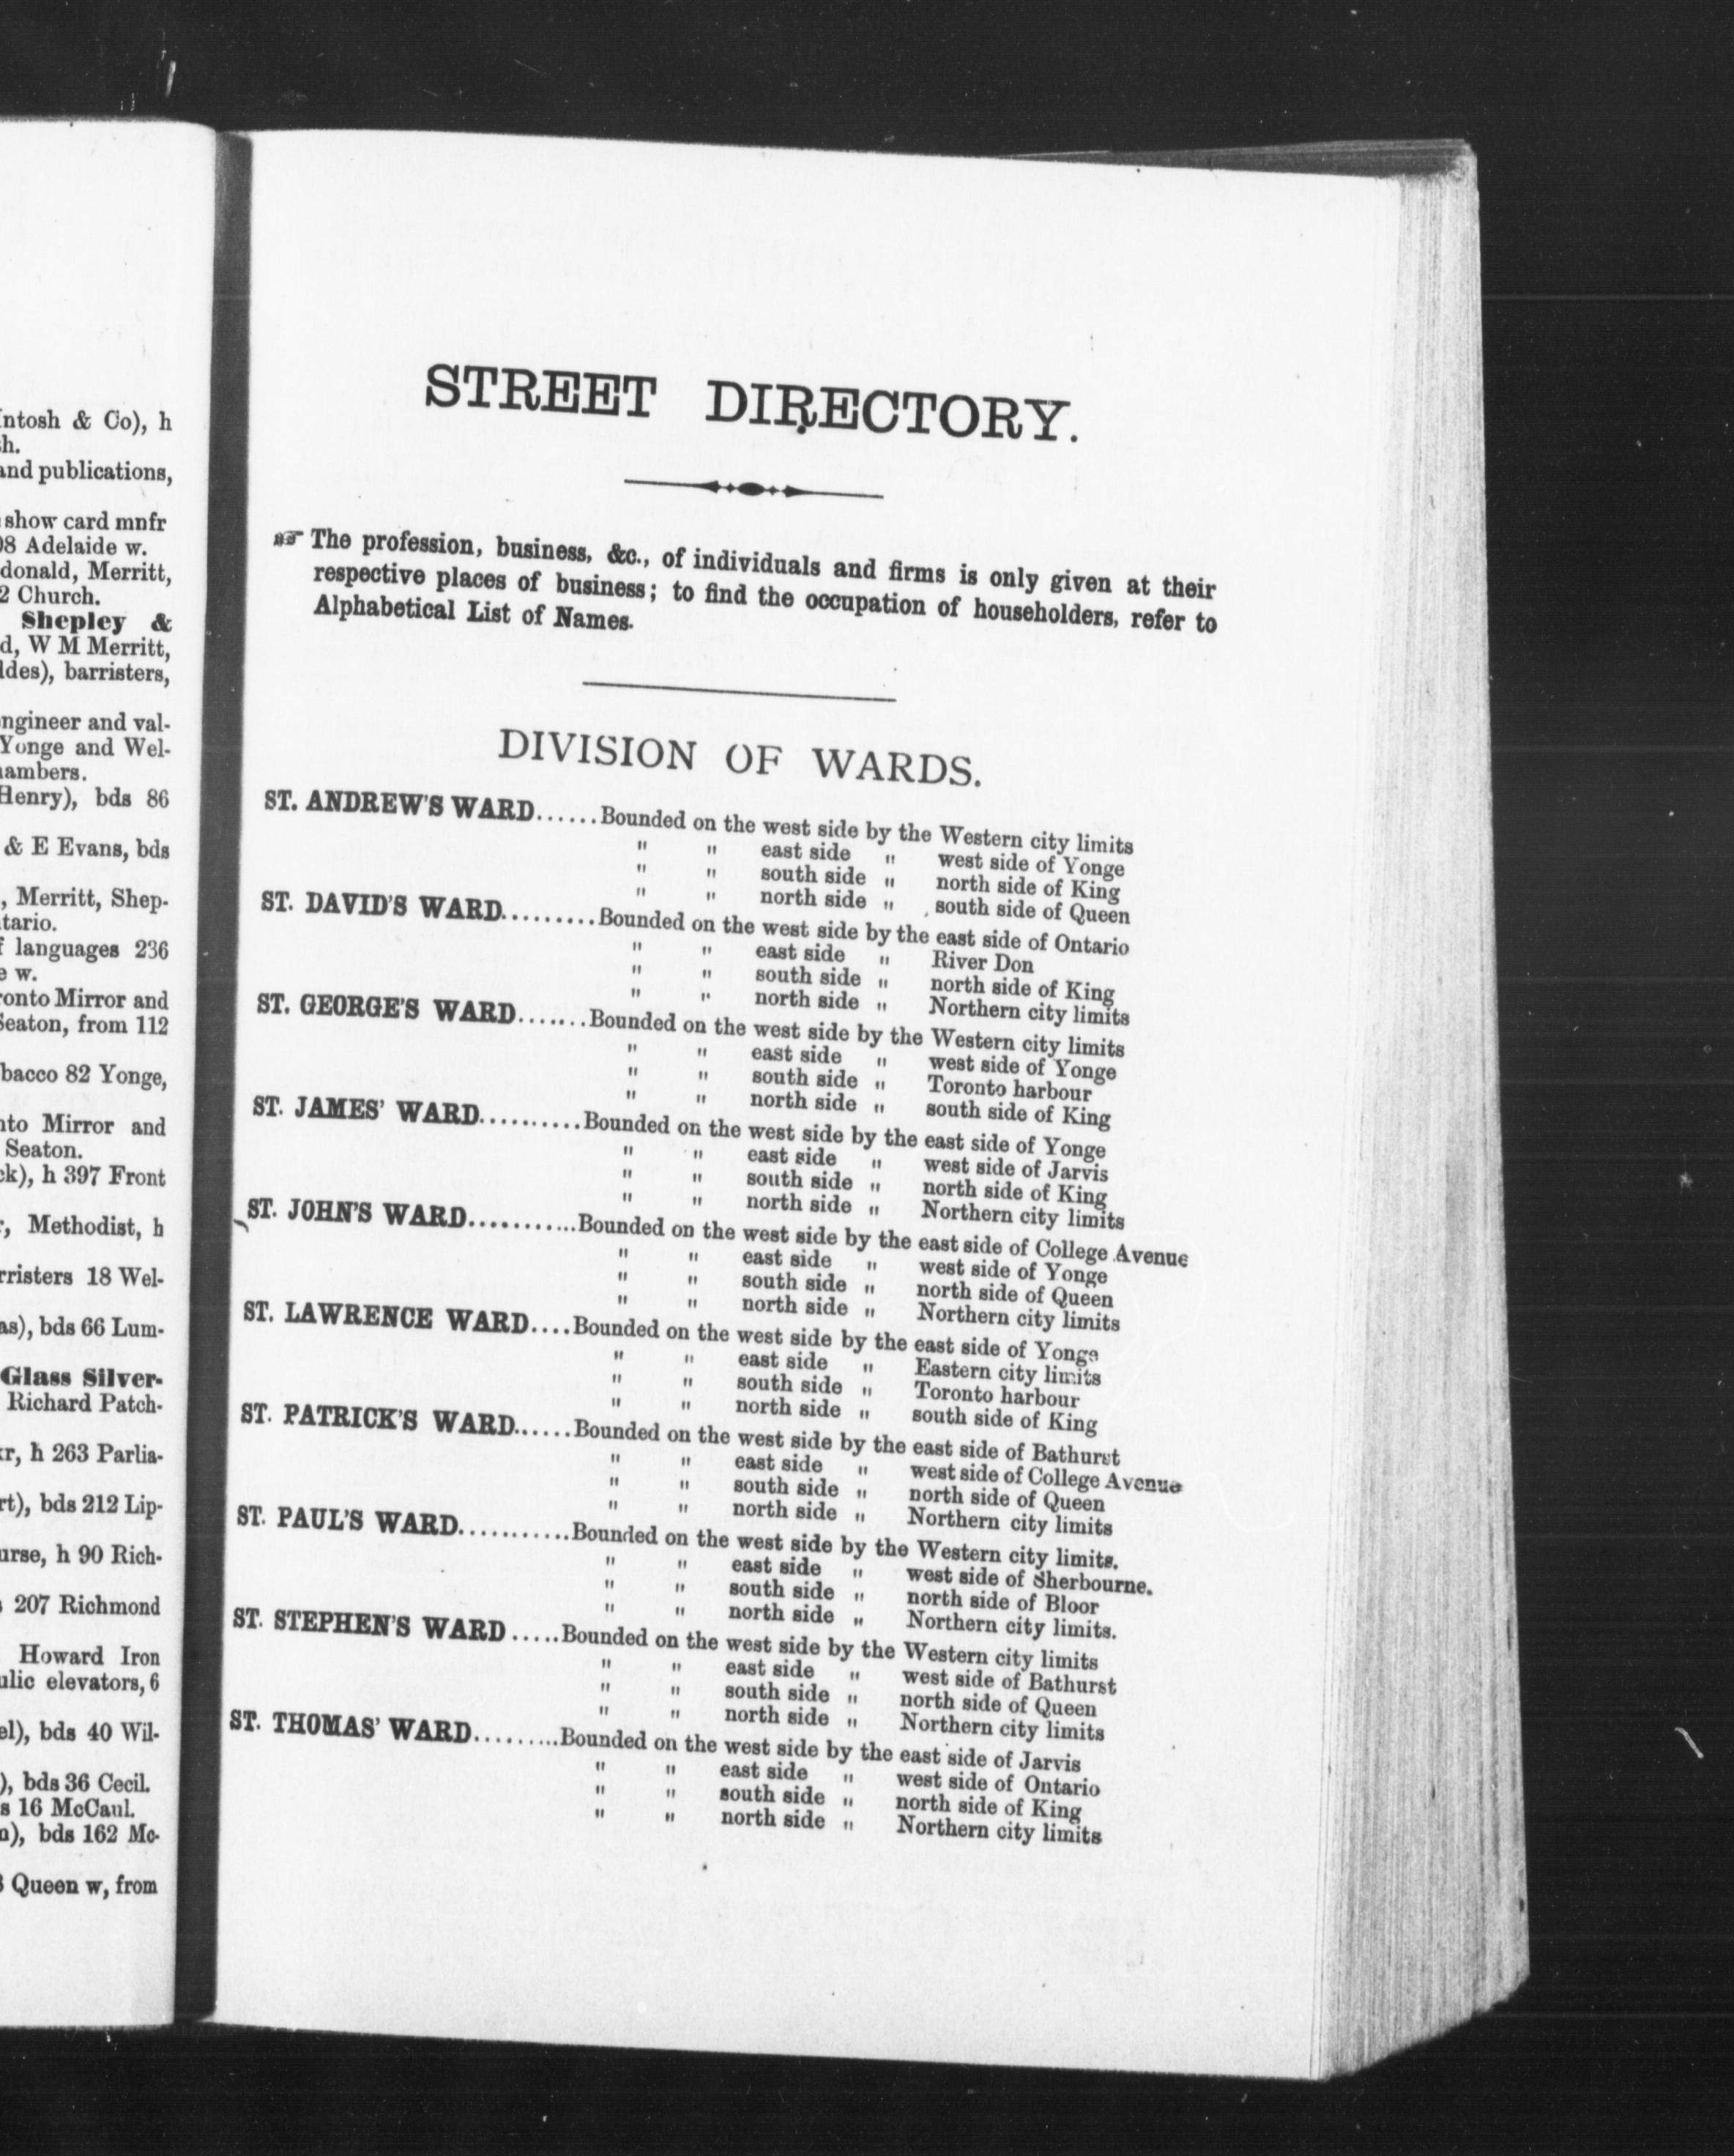 Intosh & Co), h
h.
and publications,
show card mnfr
8 Adelaide w.
donald, Merritt,
2 Church.
Shepley &
d, W M Merritt,
ldes), barristers,
engineer and val-
Yonge and Wel-
hambers.
Henry), bds 86
& E Evans, bds
, Merritt, Shep-
tario.
f languages 236
e w.
ronto Mirror and
Seaton, from 112
bacco 82 Yonge,
nto Mirror and
Seaton.
ck), h 397 Front
r, Methodist, h
rristers 18 Wel-
as), bds 66 Lum-
Glass Silver-
Richard Patch-
kr, h 263 Parlia-
rt), bds 212 Lip-
urse, h 90 Rich-
207 Richmond
Howard Iron
ulic elevators, 6
el), bds 40 Wil-
), bds 36 Cecil.
s 16 McCaul.
n), bds 162 Mc-
Queen w, from
STREET DIRECTORY.
☞ The profession, business, &c., of individuals and firms is only given at their
respective places of business; to find the occupation of householders, refer to
Alphabetical List of Names.
DIVISION OF WARDS.
ST. ANDREW'S WARD......Bounded on the west side by the Western city limits
" " east side " west side of Yonge
" " south side " north side of King
" " north side " south side of Queen
ST. DAVID'S WARD.........Bounded on the west side by the east side of Ontario
" " east side " River Don
" " south side " north side of King
" " north side " Northern city limits
ST. GEORGE'S WARD.......Bounded on the west side by the Western city limits
" " east side " west side of Yonge
" " south side " Toronto harbour
" " north side " south side of King
ST. JAMES' WARD..........Bounded on the west side by the east side of Yonge
" " east side " west side of Jarvis
" " south side " north side of King
" " north side " Northern city limits
ST. JOHN'S WARD...........Bounded on the west side by the east side of College Avenue
" " east side " west side of Yonge
" " south side " north side of Queen
" " north side " Northern city limits
ST. LAWRENCE WARD....Bounded on the west side by the east side of Yonge
" " east side " Eastern city limits
" " south side " Toronto harbour
" " north side " south side of King
ST. PATRICK'S WARD......Bounded on the west side by the east side of Bathurst
" " east side " west side of College Avenue
" " south side " north side of Queen
" " north side " Northern city limits
ST. PAUL'S WARD...........Bounded on the west side by the Western city limits.
" " east side " west side of Sherbourne.
" " south side " north side of Bloor
" " north side " Northern city limits.
ST. STEPHEN'S WARD.....Bounded on the west side by the Western city limits
" " east side " west side of Bathurst
" " south side " north side of Queen
" " north side " Northern city limits
ST. THOMAS' WARD.........Bounded on the west side by the east side of Jarvis
" " east side " west side of Ontario
" " south side " north side of King
" " north side " Northern city limits